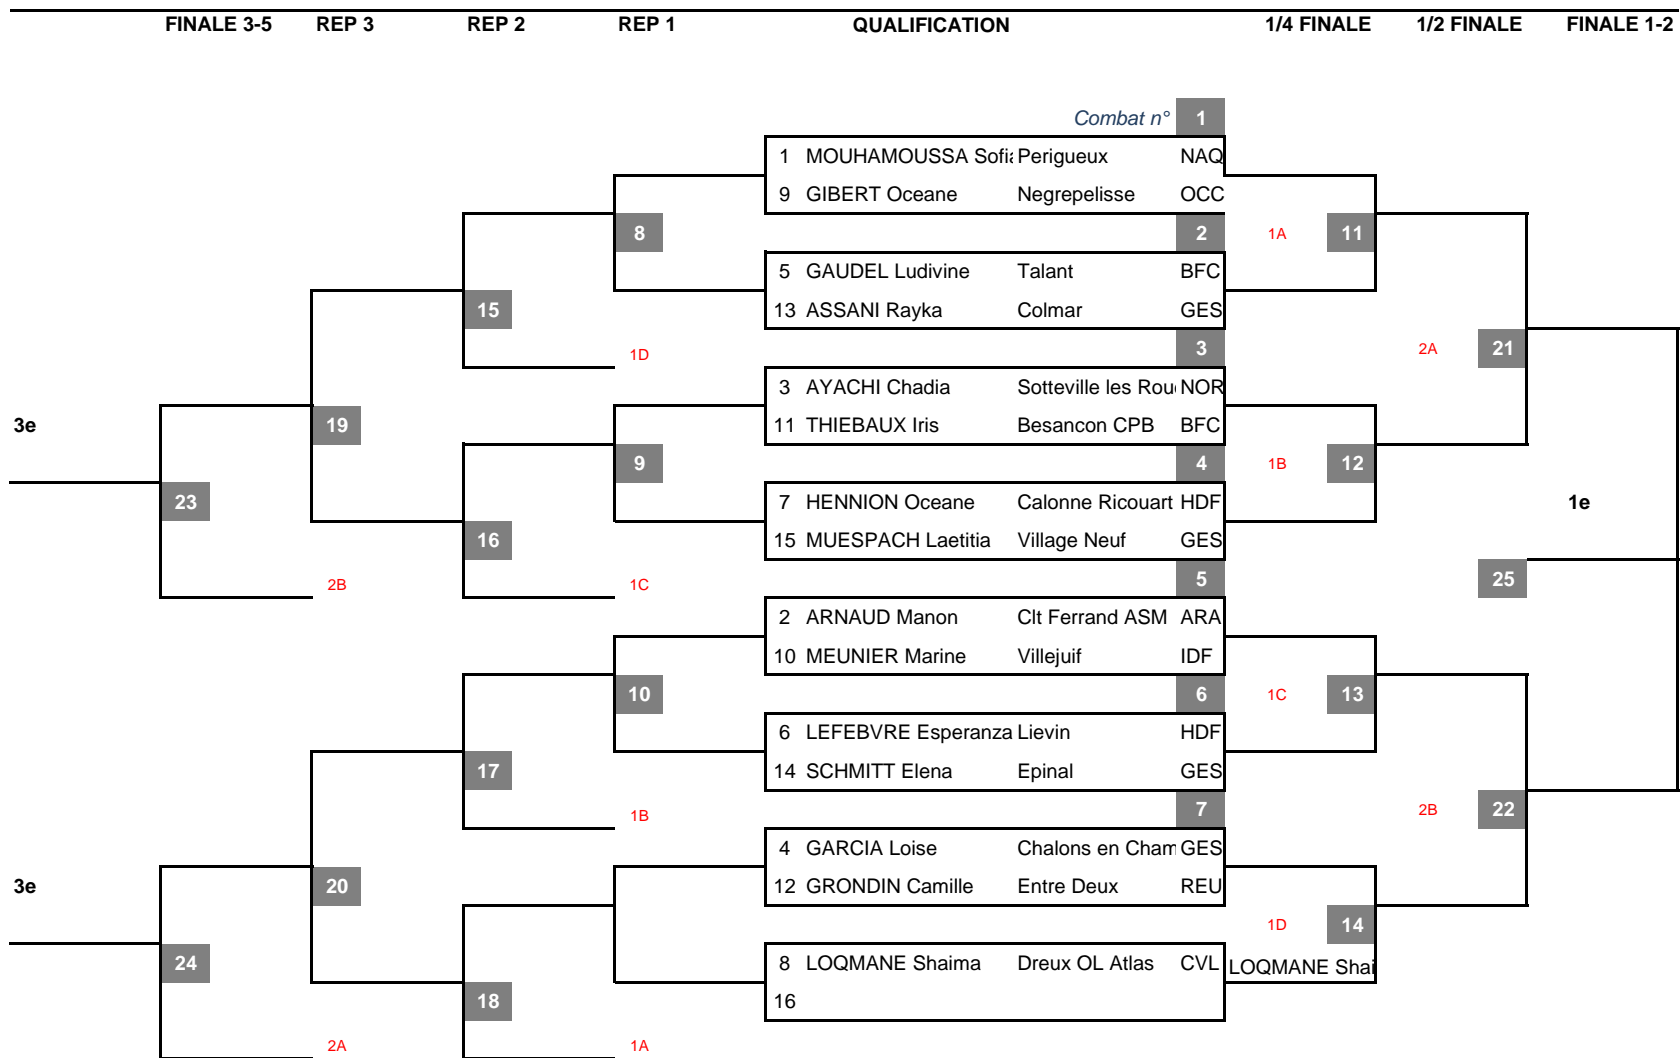 FINALE 3-5 REP 3 REP 2 REP 1 QUALIFICATION 1/4 FINALE 1/2 FINALE FINALE 1-2
Combat n° 1
1 MOUHAMOUSSA Sofia Perigueux NAQ
9 GIBERT Oceane Negrepelisse OCC
8 2 1A 11
5 GAUDEL Ludivine Talant BFC
15 13 ASSANI Rayka Colmar GES
1D 3 2A 21
3 AYACHI Chadia Sotteville les Rou NOR
3e 19 11 THIEBAUX Iris Besancon CPB BFC
9 4 1B 12
23 7 HENNION Oceane Calonne Ricouart HDF 1e
16 15 MUESPACH Laetitia Village Neuf GES
2B 1C 5 25
2 ARNAUD Manon Clt Ferrand ASM ARA
10 MEUNIER Marine Villejuif IDF
10 6 1C 13
6 LEFEBVRE Esperanza Lievin HDF
17 14 SCHMITT Elena Epinal GES
1B 7 2B 22
4 GARCIA Loise Chalons en Cham GES
3e 20 12 GRONDIN Camille Entre Deux REU
1D 14
24 8 LOQMANE Shaima Dreux OL Atlas CVL LOQMANE Shai
18 16
2A 1A